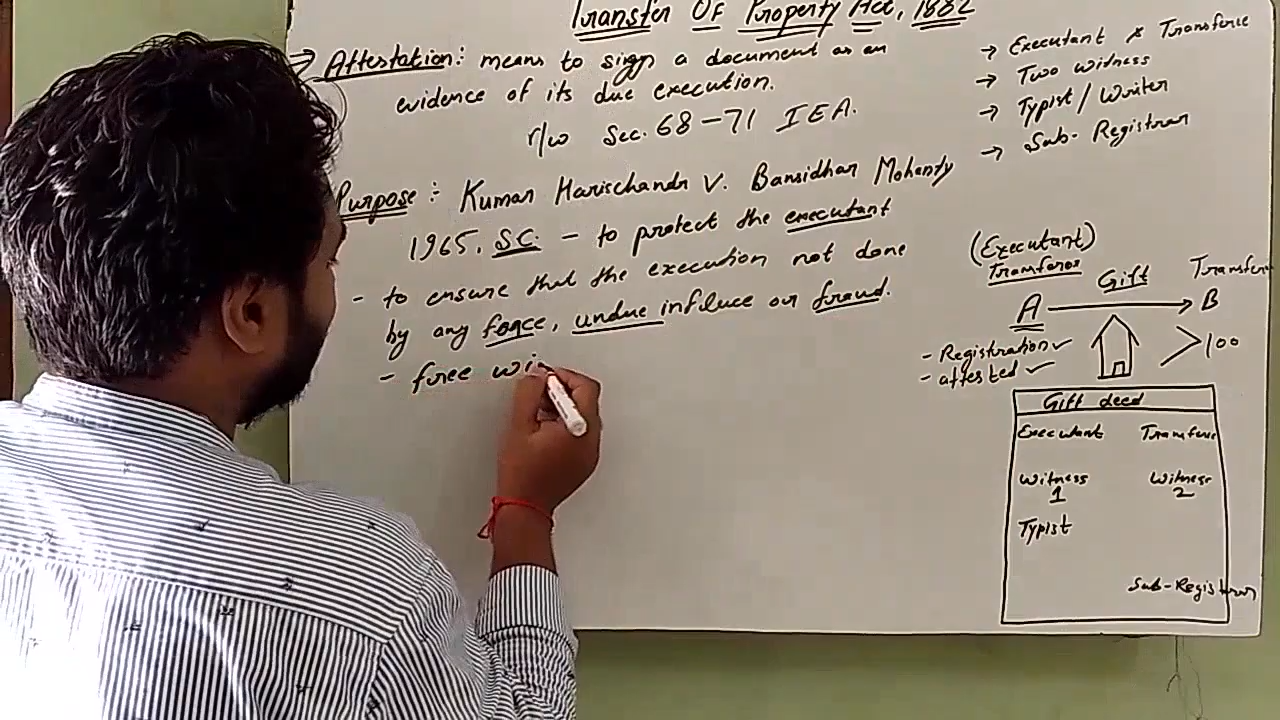 Transfer Of Property Act, 1882
→ Attestation: means to sign a document as an
evidence of its due execution.
r/w Sec. 68-71 IEA.
Purpose :- Kumar Harischandr V. Bansidhar Mohanty
1965. SC. - to protect the executant
- to ensure that the execution not done
by any force, undue influce or fraud.
- free wi
→ Executant & Transferee
→ Two witness
→ Typist / Writer
→ Sub-Registrar
(Executant)
Transferor Gift Transfer
A B
- Registration ✓
- attested ✓
>100
Gift deed
Executant Transfere
Witness 1 Witness 2
Typist
Sub-Registrar